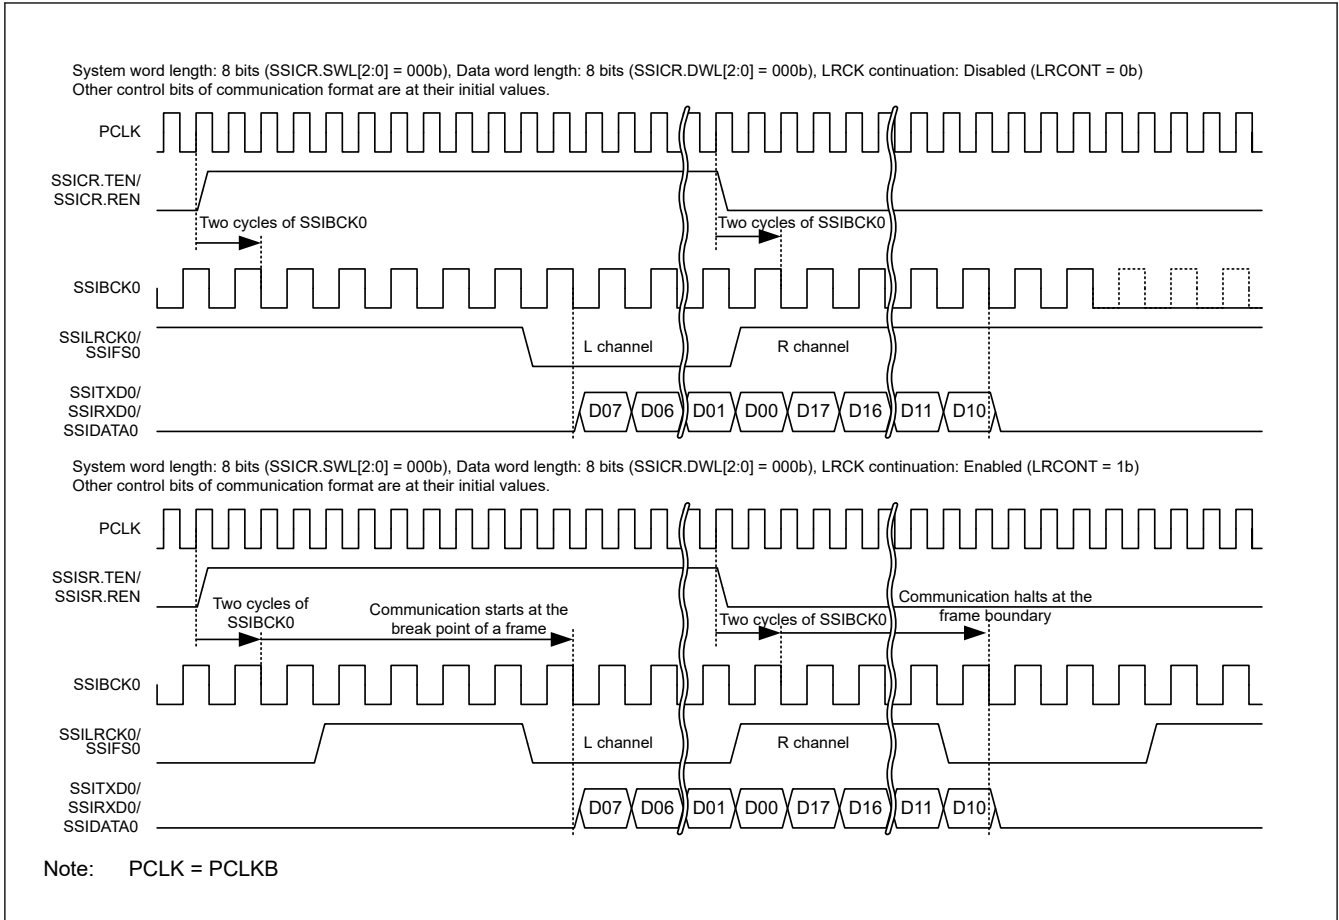 System word length: 8 bits (SSICR.SWL[2:0] = 000b), Data word length: 8 bits (SSICR.DWL[2:0] = 000b), LRCK continuation: Disabled (LRCONT = 0b)
Other control bits of communication format are at their initial values.
PCLK
SSICR.TEN/
SSICR.REN
Two cycles of SSIBCK0
Two cycles of SSIBCK0
SSIBCK0
SSILRCK0/
SSIFS0
L channel
R channel
SSITXD0/
SSIRXD0/
SSIDATA0
D07 D06 D01 D00 D17 D16 D11 D10
System word length: 8 bits (SSICR.SWL[2:0] = 000b), Data word length: 8 bits (SSICR.DWL[2:0] = 000b), LRCK continuation: Enabled (LRCONT = 1b)
Other control bits of communication format are at their initial values.
PCLK
SSISR.TEN/
SSISR.REN
Two cycles of
SSIBCK0
Communication starts at the
break point of a frame
Two cycles of SSIBCK0
Communication halts at the
frame boundary
SSIBCK0
SSILRCK0/
SSIFS0
L channel
R channel
SSITXD0/
SSIRXD0/
SSIDATA0
D07 D06 D01 D00 D17 D16 D11 D10
Note: PCLK = PCLKB